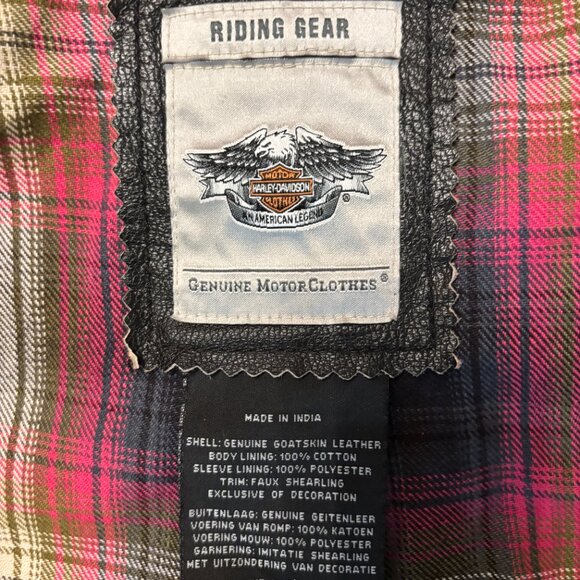 RIDING GEAR
MOTOR
HARLEY-DAVIDSON
CLOTHES
AN AMERICAN LEGEND
®
GENUINE MOTORCLOTHES®
MADE IN INDIA
SHELL: GENUINE GOATSKIN LEATHER
BODY LINING: 100% COTTON
SLEEVE LINING: 100% POLYESTER
TRIM: FAUX SHEARLING
EXCLUSIVE OF DECORATION
BUITENLAAG: GENUINE GEITENLEER
VOERING VAN ROMP: 100% KATOEN
VOERING MOUW: 100% POLYESTER
GARNERING: IMITATIE SHEARLING
MET UITZONDERING VAN DECORATIE